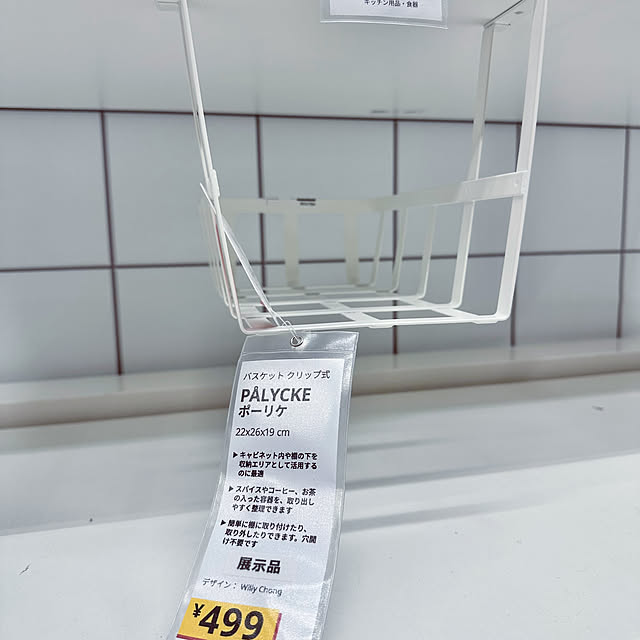 キッチン用品・食器
バスケット クリップ式
PÅLYCKE
ポーリケ
22x26x19 cm
▶キャビネット内や棚の下を
収納エリアとして活用する
のに最適
▶スパイスやコーヒー、お茶
の入った容器を、取り出し
やすく整理できます
▶簡単に棚に取り付けたり、
取り外したりできます。穴開
け不要です
展示品
デザイン： Willy Chong
¥499